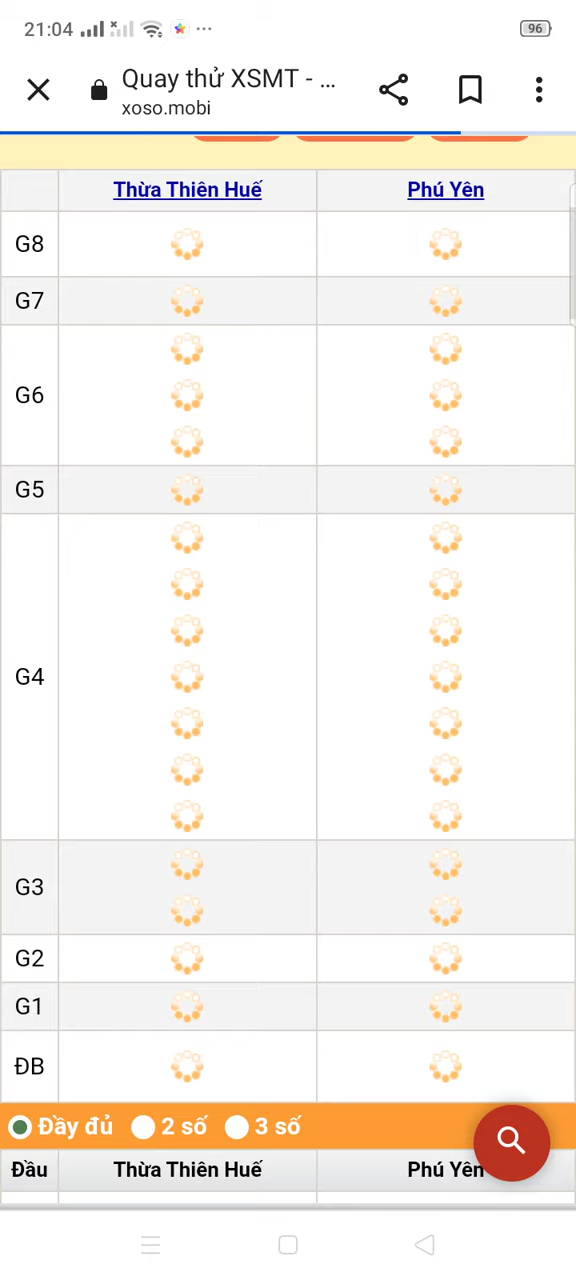 21:04
96
Quay thử XSMT - ...
xoso.mobi
Thừa Thiên Huế Phú Yên
G8
G7
G6
G5
G4
G3
G2
G1
ĐB
Đầy đủ 2 số 3 số
Đầu Thừa Thiên Huế Phú Yên